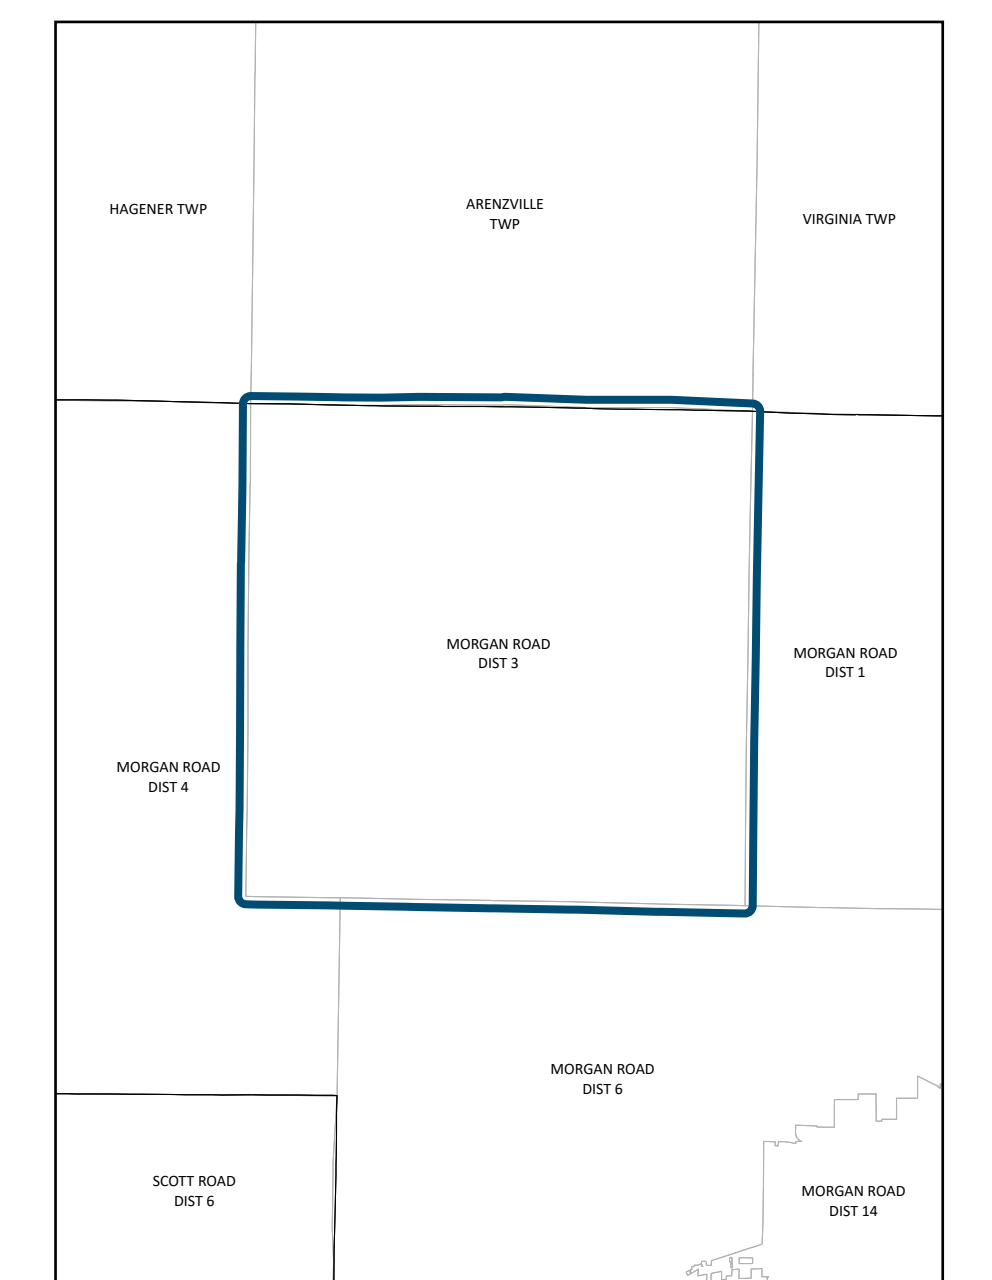 HAGENER TWP
ARENZVILLE
TWP
VIRGINIA TWP
MORGAN ROAD
DIST 3
MORGAN ROAD
DIST 1
MORGAN ROAD
DIST 4
MORGAN ROAD
DIST 6
SCOTT ROAD
DIST 6
MORGAN ROAD
DIST 14